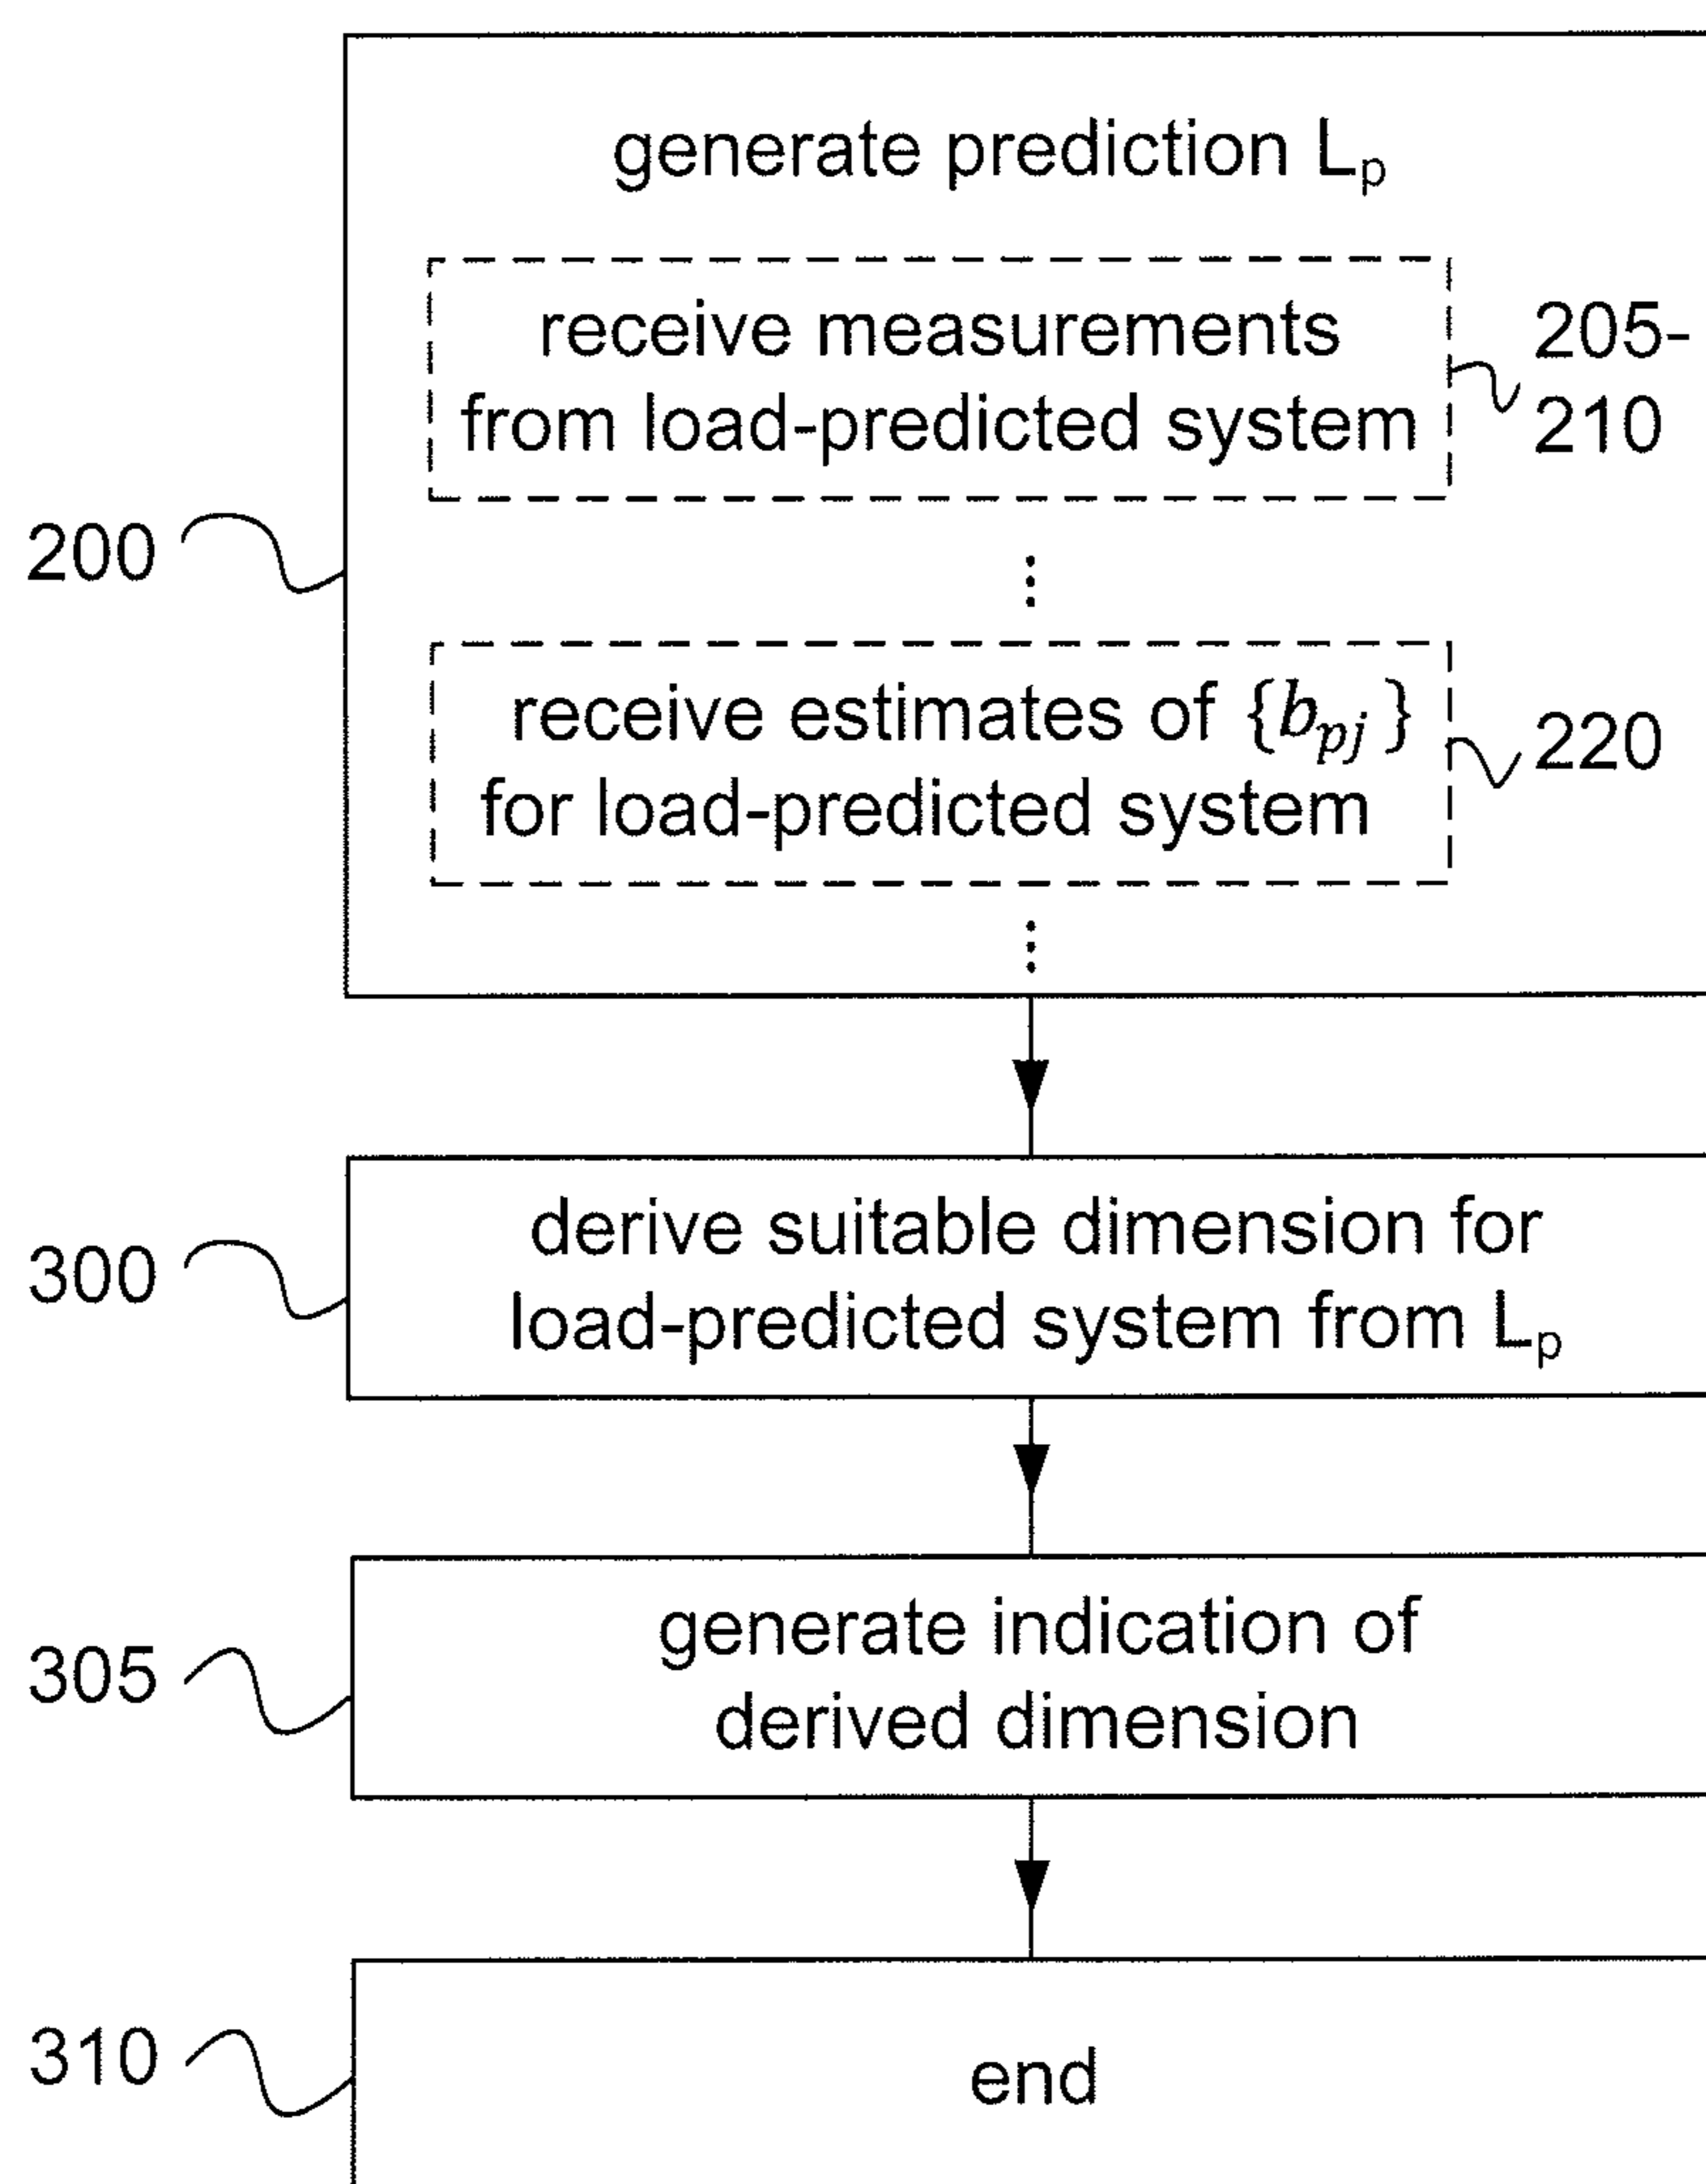 generate prediction Lₚ
receive measurements
from load-predicted system
205-
210
200
⋮
receive estimates of {b_{pj}}
for load-predicted system
220
⋮
300
derive suitable dimension for
load-predicted system from Lₚ
305
generate indication of
derived dimension
310
end